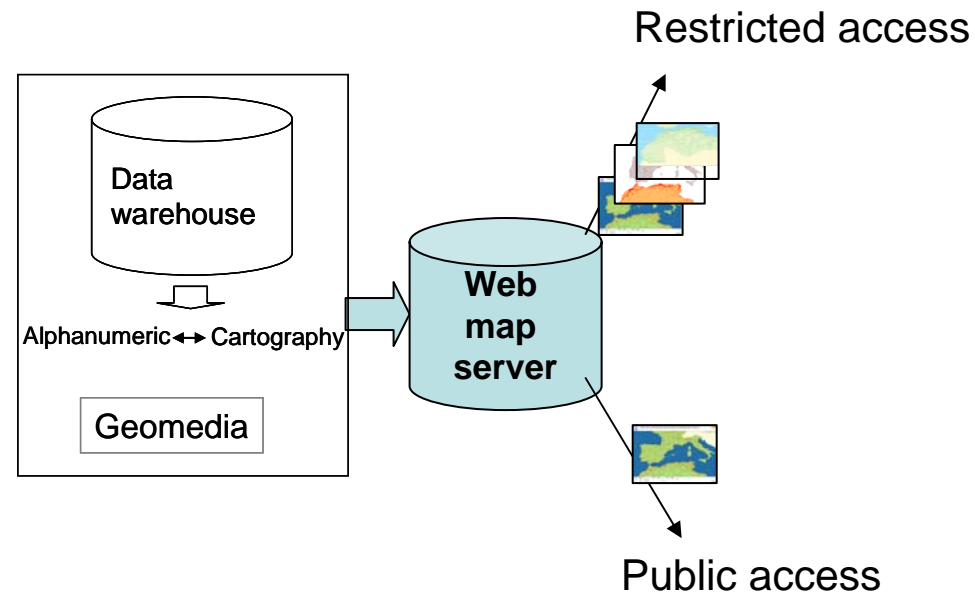 Restricted access
Data
warehouse
Alphanumeric Cartography
Geomedia
Web
map
server
Public access